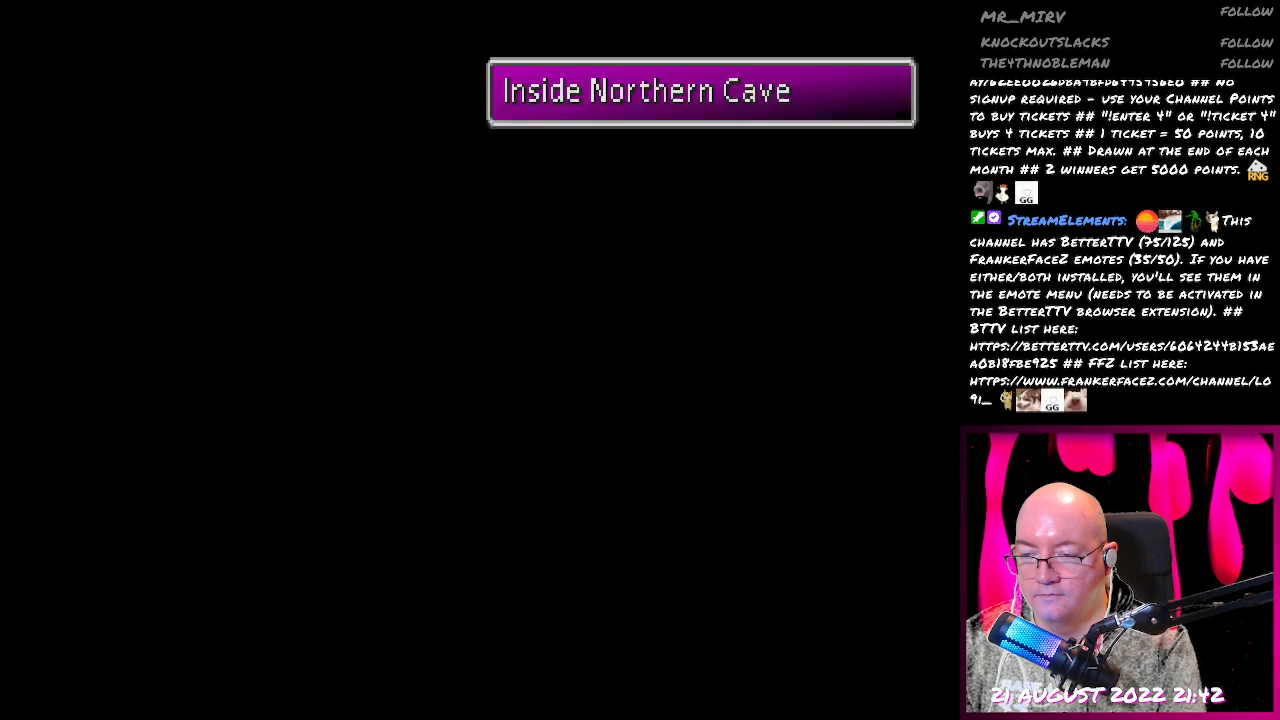 Inside Northern Cave
MR_MIRV FOLLOW
KNOCKOUTSLACKS FOLLOW
THE4THNOBLEMAN FOLLOW
## NO
SIGNUP REQUIRED - USE YOUR CHANNEL POINTS
TO BUY TICKETS ## "!ENTER 4" OR "!TICKET 4"
BUYS 4 TICKETS ## 1 TICKET = 50 POINTS, 10
TICKETS MAX. ## DRAWN AT THE END OF EACH
MONTH ## 2 WINNERS GET 5000 POINTS. RNG
GG
STREAMELEMENTS: THIS
CHANNEL HAS BETTERTTV (75/125) AND
FRANKERFACEZ EMOTES (35/50). IF YOU HAVE
EITHER/BOTH INSTALLED, YOU'LL SEE THEM IN
THE EMOTE MENU (NEEDS TO BE ACTIVATED IN
THE BETTERTTV BROWSER EXTENSION). ##
BTTV LIST HERE:
HTTPS://BETTERTTV.COM/USERS/6064244B153AE
A0B18FBE925 ## FFZ LIST HERE:
HTTPS://WWW.FRANKERFACEZ.COM/CHANNEL/LO
9I_ GG
21 AUGUST 2022 21:42